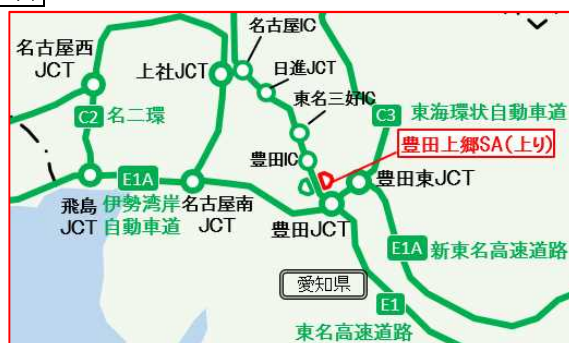 名古屋西
JCT
上社JCT
名古屋IC
日進JCT
東名三好IC
C2 名二環
C3 東海環状自動車道
豊田上郷SA(上り)
豊田IC
E1A
豊田東JCT
飛島
JCT
伊勢湾岸
自動車道
名古屋南
JCT
豊田JCT
E1A 新東名高速道路
愛知県
E1
東名高速道路